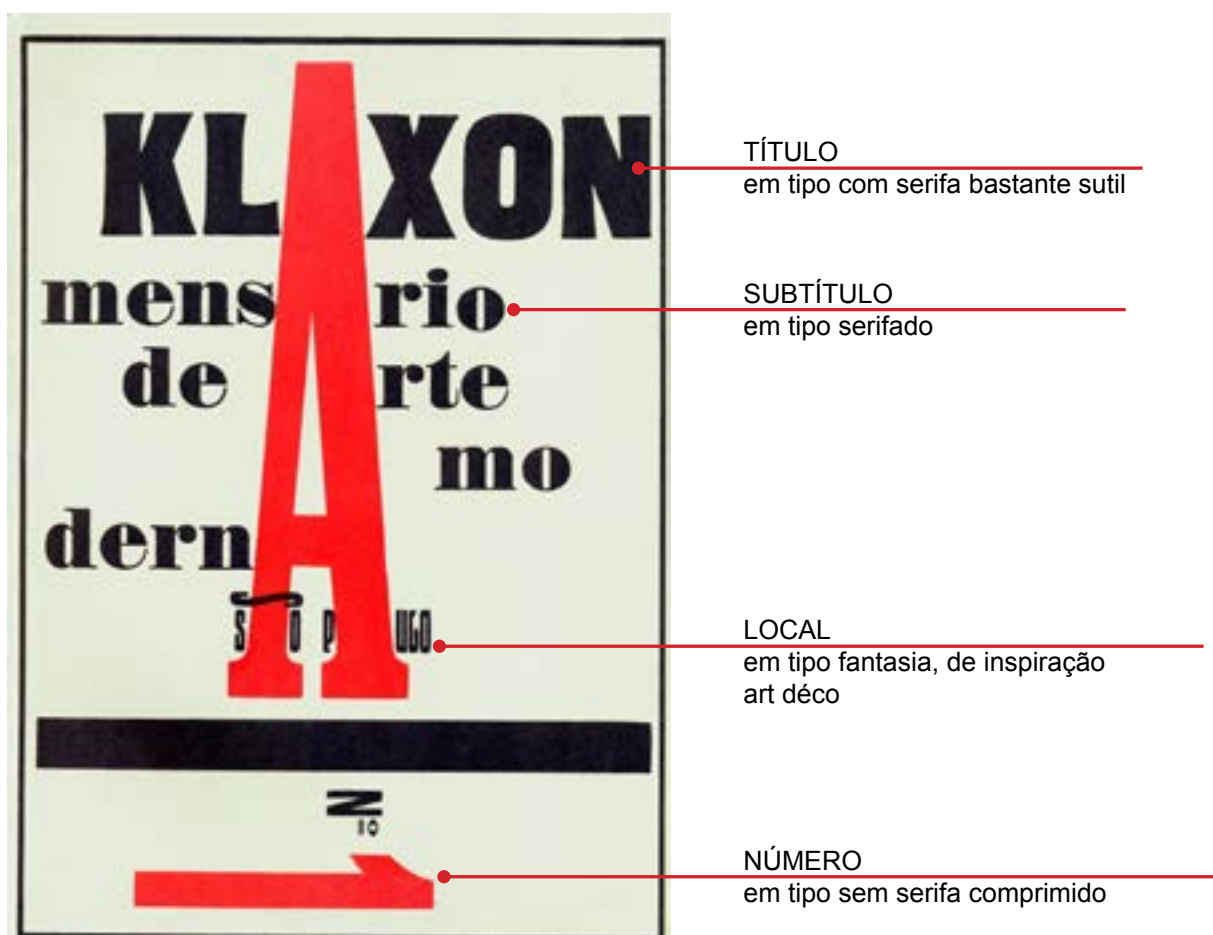 KLAXON
mensArio
de Arte
mo
dernA
SÃO PAULO
Nº
1
TÍTULO
em tipo com serifa bastante sutil
SUBTÍTULO
em tipo serifado
LOCAL
em tipo fantasia, de inspiração
art déco
NÚMERO
em tipo sem serifa comprimido